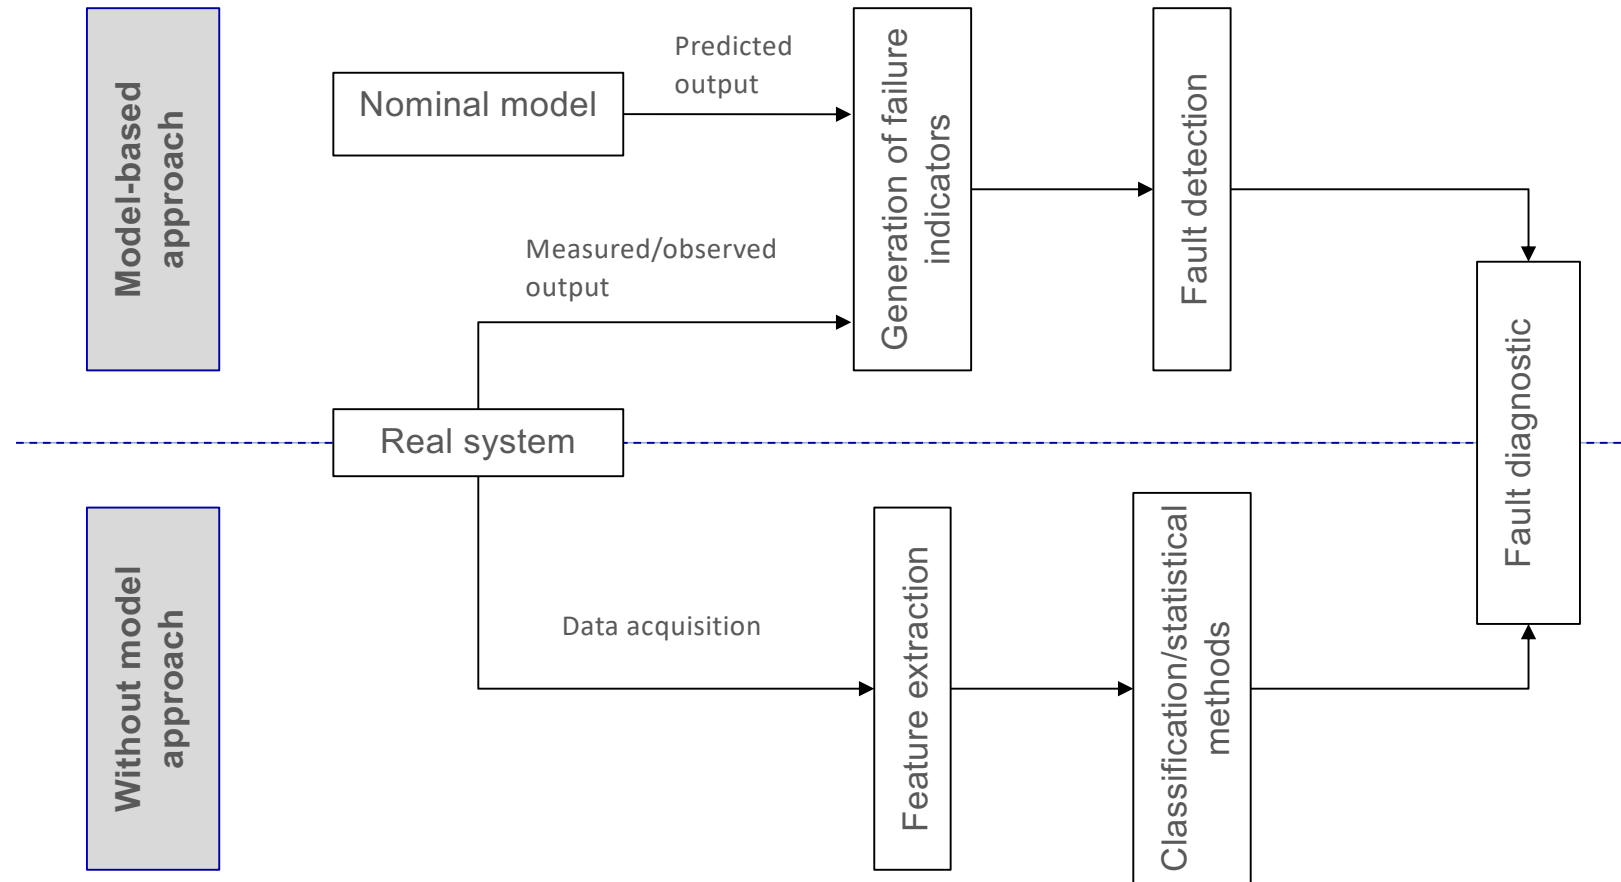 Model-based
approach
Nominal model
Predicted
output
Measured/observed
output
Generation of failure
indicators
Fault detection
Fault diagnostic
Real system
Without model
approach
Data acquisition
Feature extraction
Classification/statistical
methods